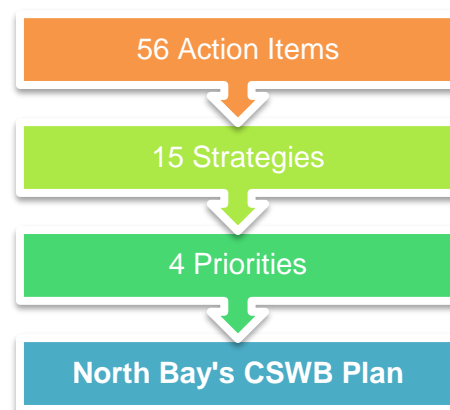 56 Action Items
15 Strategies
4 Priorities
North Bay's CSWB Plan